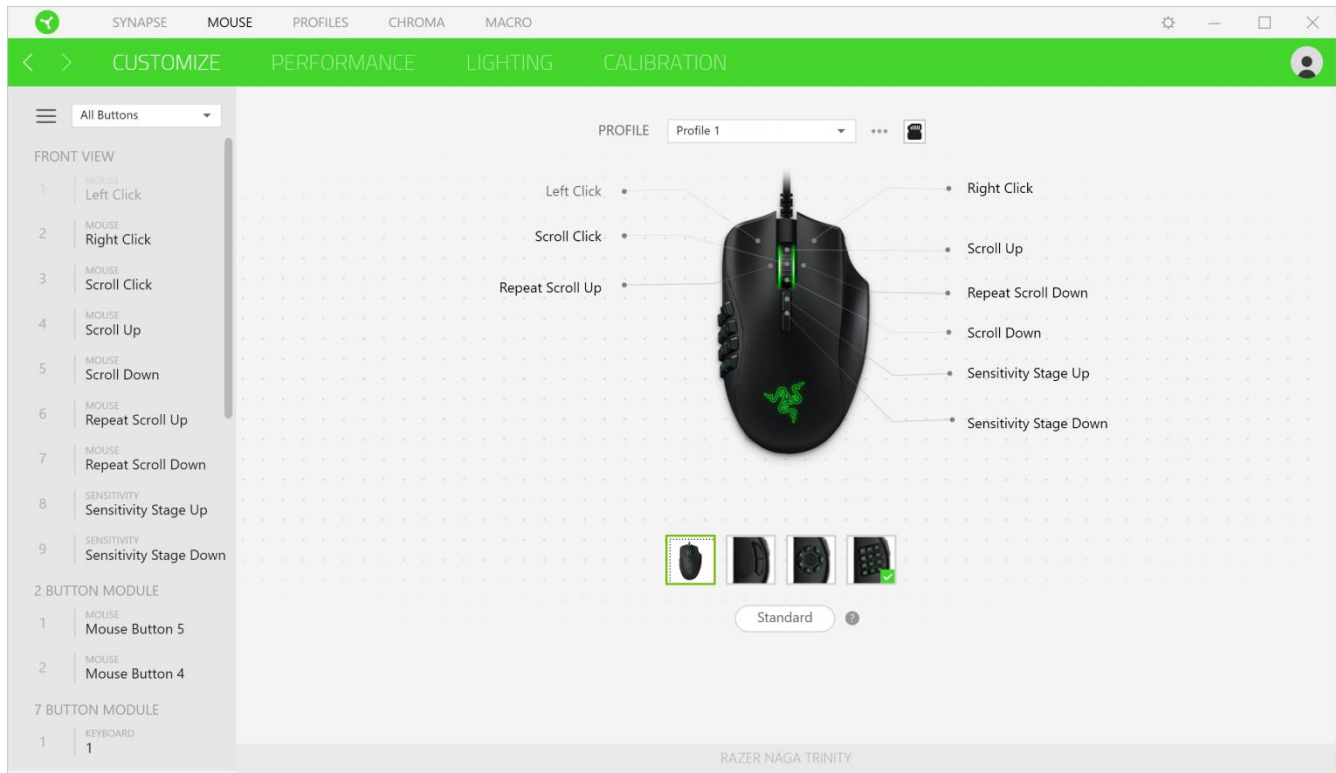 SYNAPSE MOUSE PROFILES CHROMA MACRO
CUSTOMIZE PERFORMANCE LIGHTING CALIBRATION
All Buttons
FRONT VIEW
1 MOUSE
Left Click
2 MOUSE
Right Click
3 MOUSE
Scroll Click
4 MOUSE
Scroll Up
5 MOUSE
Scroll Down
6 MOUSE
Repeat Scroll Up
7 MOUSE
Repeat Scroll Down
8 SENSITIVITY
Sensitivity Stage Up
9 SENSITIVITY
Sensitivity Stage Down
2 BUTTON MODULE
1 MOUSE
Mouse Button 5
2 MOUSE
Mouse Button 4
7 BUTTON MODULE
1 KEYBOARD
1
PROFILE Profile 1
Left Click
Scroll Click
Repeat Scroll Up
Right Click
Scroll Up
Repeat Scroll Down
Scroll Down
Sensitivity Stage Up
Sensitivity Stage Down
Standard ?
RAZER NAGA TRINITY